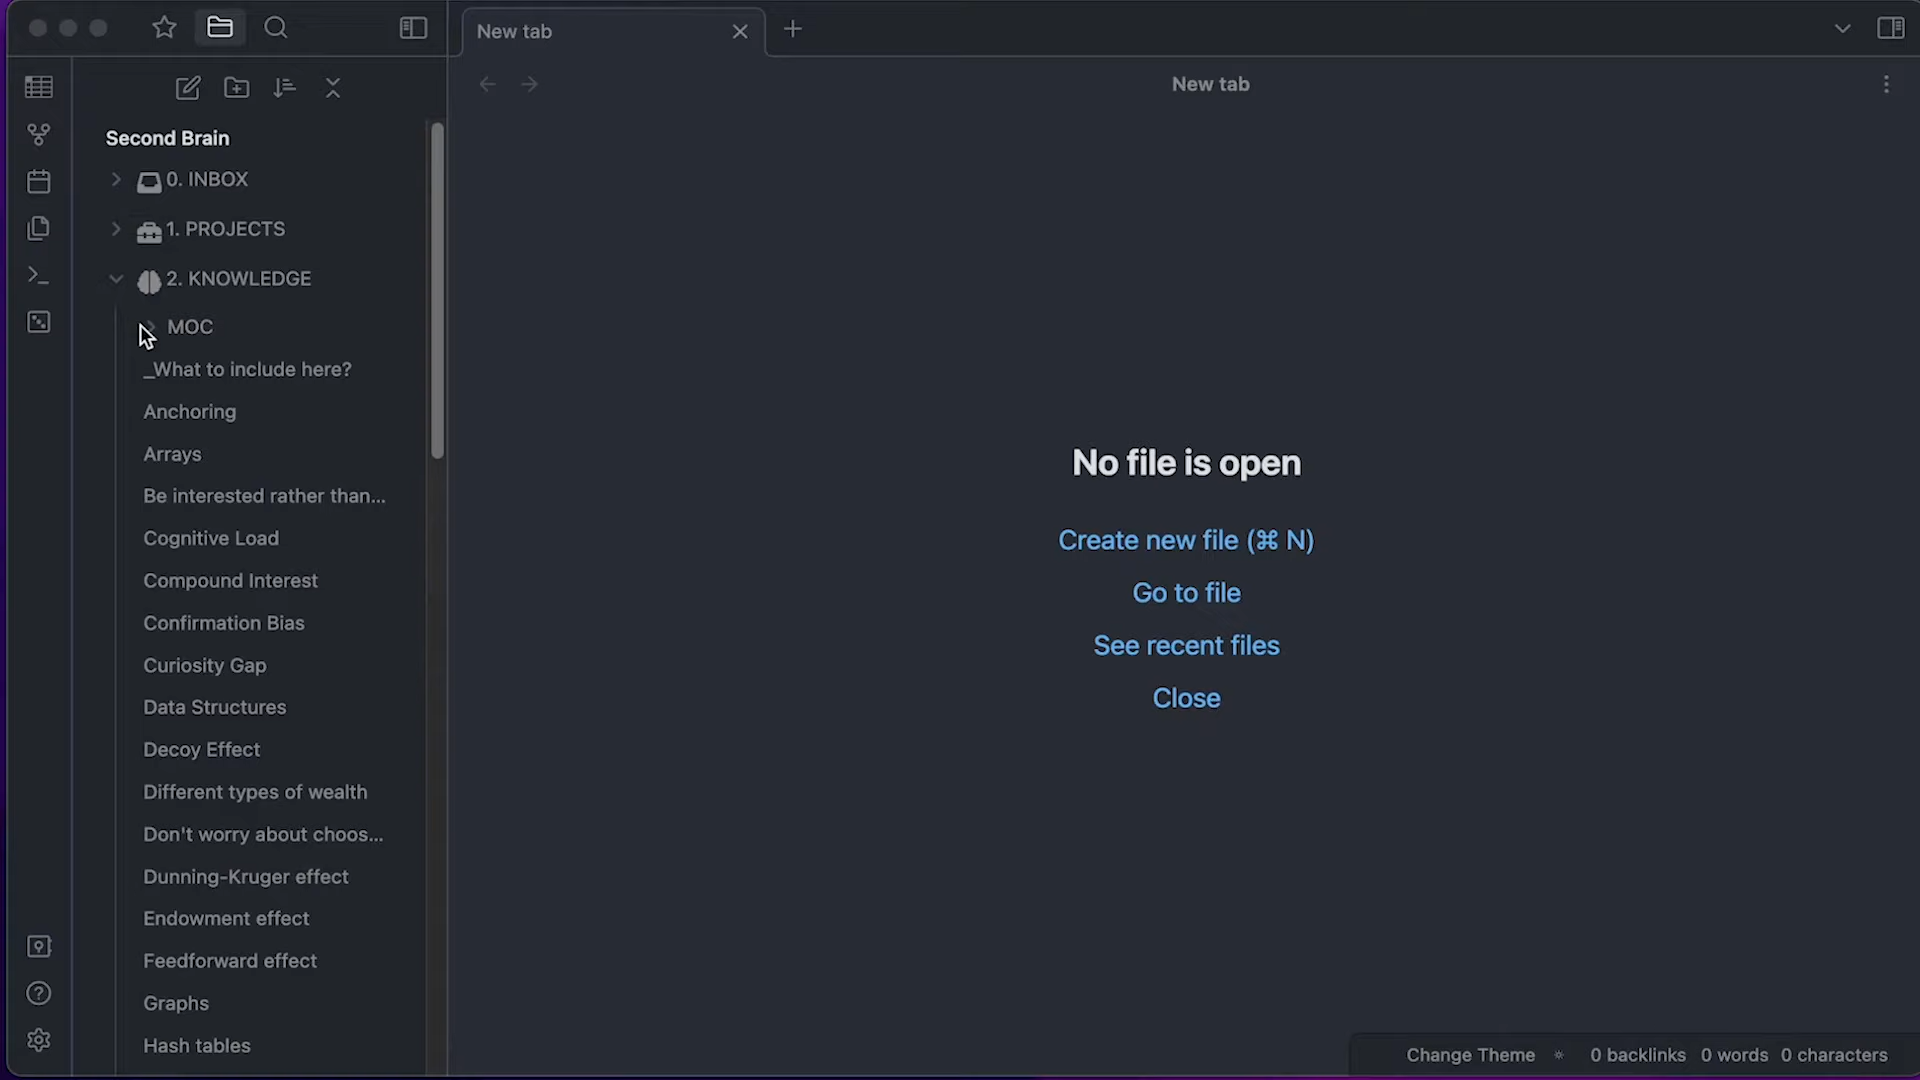 New tab
New tab
Second Brain
0. INBOX
1. PROJECTS
2. KNOWLEDGE
MOC
_What to include here?
Anchoring
Arrays
Be interested rather than...
Cognitive Load
Compound Interest
Confirmation Bias
Curiosity Gap
Data Structures
Decoy Effect
Different types of wealth
Don't worry about choos...
Dunning-Kruger effect
Endowment effect
Feedforward effect
Graphs
Hash tables
No file is open
Create new file (⌘ N)
Go to file
See recent files
Close
Change Theme 0 backlinks 0 words 0 characters